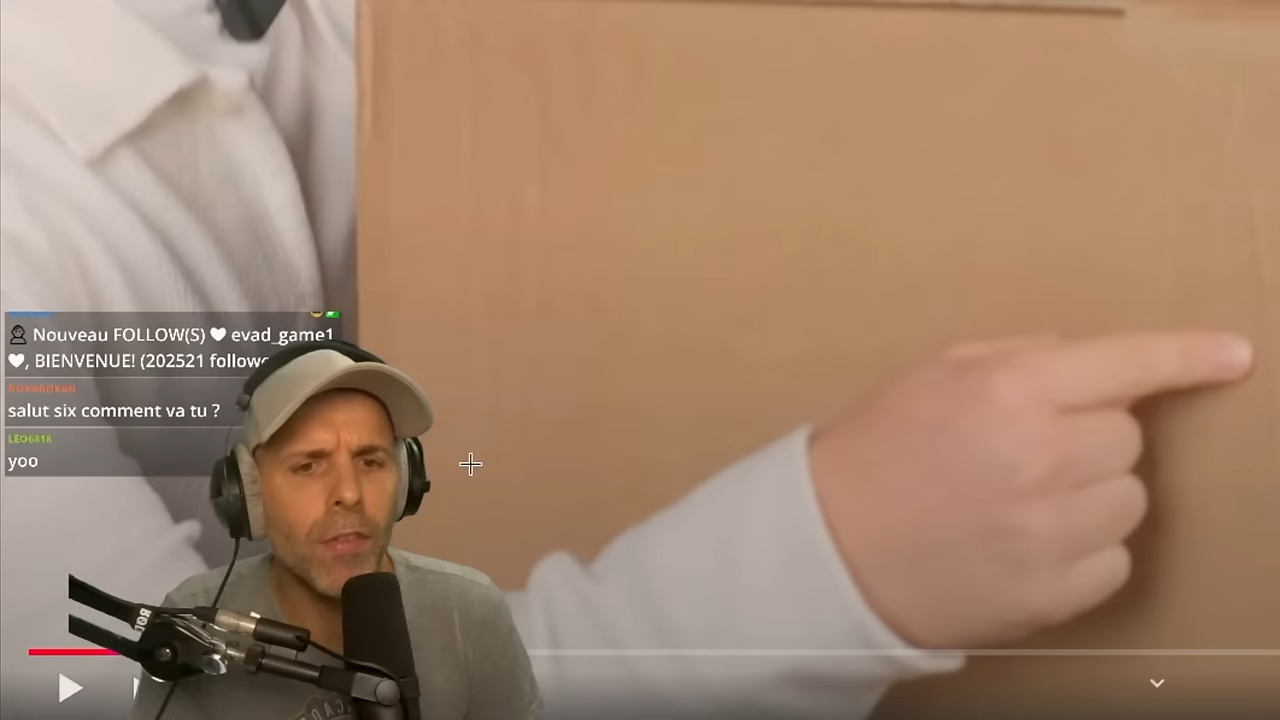 Nouveau FOLLOW(S) ♥ evad_game1
♥, BIENVENUE! (202521 follow
salut six comment va tu ?
LEO6818
yoo